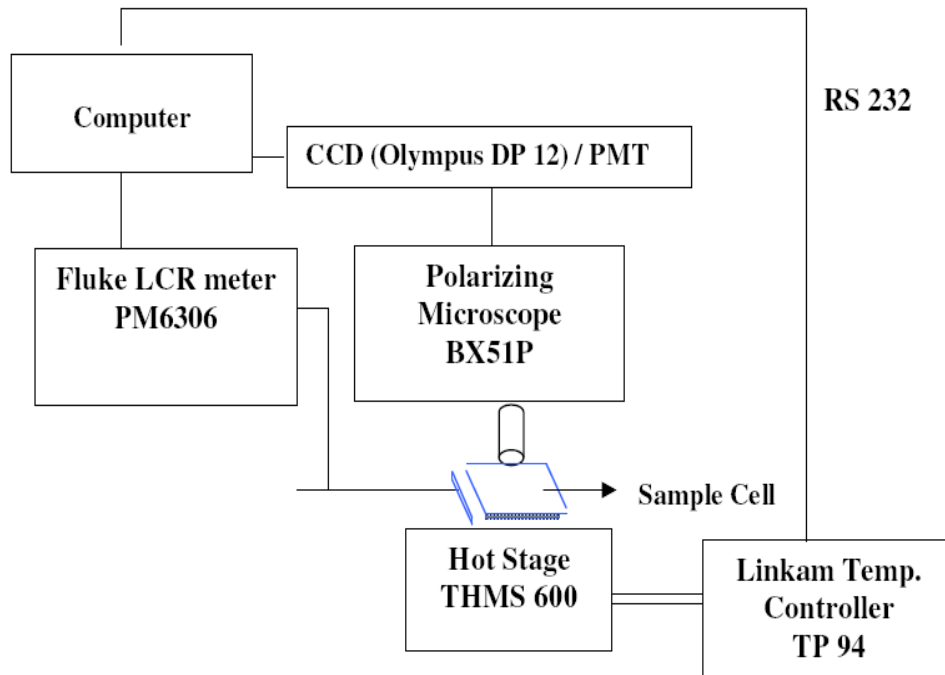 Computer
RS 232
CCD (Olympus DP 12) / PMT
Fluke LCR meter
PM6306
Polarizing
Microscope
BX51P
Sample Cell
Hot Stage
THMS 600
Linkam Temp.
Controller
TP 94